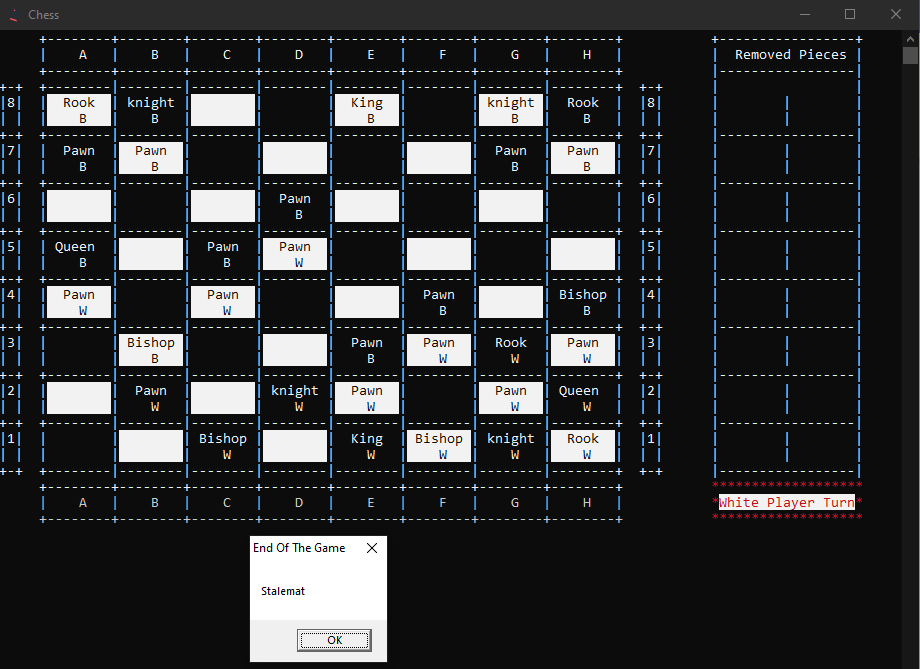 Chess
A B C D E F G H Removed Pieces
8 Rook knight King knight Rook 8
B B B B B
7 Pawn Pawn Pawn Pawn 7
B B B B
6 Pawn 6
B
5 Queen Pawn Pawn 5
B B W
4 Pawn Pawn Pawn Bishop 4
W W B B
3 Bishop Pawn Pawn Rook Pawn 3
B B W W W
2 Pawn knight Pawn Pawn Queen 2
W W W W W
1 Bishop King Bishop knight Rook 1
W W W W W
*******************
A B C D E F G H *White Player Turn*
*******************
End Of The Game
Stalemat
OK